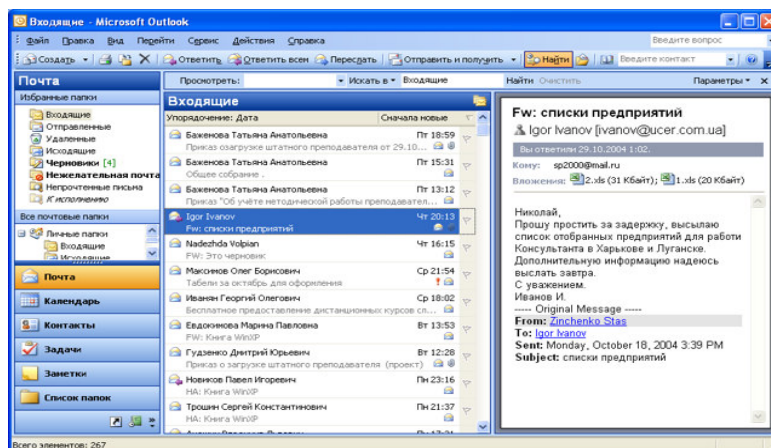 Входящие - Microsoft Outlook
Файл Правка Вид Перейти Сервис Действия Справка Введите вопрос
Создать Ответить Ответить всем Переслать Отправить и получить Найти Введите контакт
Почта
Просмотреть: Искать в Входящие Найти Очистить Параметры
Избранные папки
Входящие
Отправленные
Удаленные
Исходящие
Черновики [4]
Нежелательная почта
Непрочтенные письма
К исполнению
Все почтовые папки
Личные папки
Входящие
Исходящие
Почта
Календарь
Контакты
Задачи
Заметки
Список папок
Всего элементов: 267
Входящие
Упорядочение: Дата Сначала новые
Баженова Татьяна Анатольевна Пт 18:59
Приказ озагрузке штатного преподавателя от 29.10...
Баженова Татьяна Анатольевна Пт 15:31
Общее собрание .
Баженова Татьяна Анатольевна Пт 13:12
Приказ "Об учёте методической работы преподавател...
Igor Ivanov Чт 20:13
Fw: списки предприятий
Nadezhda Volpian Чт 16:15
FW: Это черновик
Максимов Олег Борисович Ср 21:54
Табели за октябрь для оформления
Иванян Георгий Олегович Ср 18:02
Бесплатное предоставление дистанционных курсов сл...
Евдокимова Марина Павловна Вт 13:53
FW: Книга WinXP
Гудзенко Дмитрий Юрьевич Вт 12:28
Приказ о загрузке штатного преподавателя (проект)
Новиков Павел Игоревич Пн 23:16
НА: Книга WinXP
Трошин Сергей Константинович Пн 21:37
НА: Книга WinXP
Fw: списки предприятий
Igor Ivanov [ivanov@ucer.com.ua]
Вы ответили 29.10.2004 1:02.
Кому: sp2000@mail.ru
Вложения: 2.xls (31 Кбайт); 1.xls (20 Кбайт)
Николай,
Прошу простить за задержку, высылаю
список отобранных предприятий для работы
Консультанта в Харькове и Луганске.
Дополнительную информацию надеюсь
выслать завтра.
С уважением.
Иванов И.
----- Original Message -----
From: Zinchenko Stas
To: Igor Ivanov
Sent: Monday, October 18, 2004 3:39 PM
Subject: списки предприятий